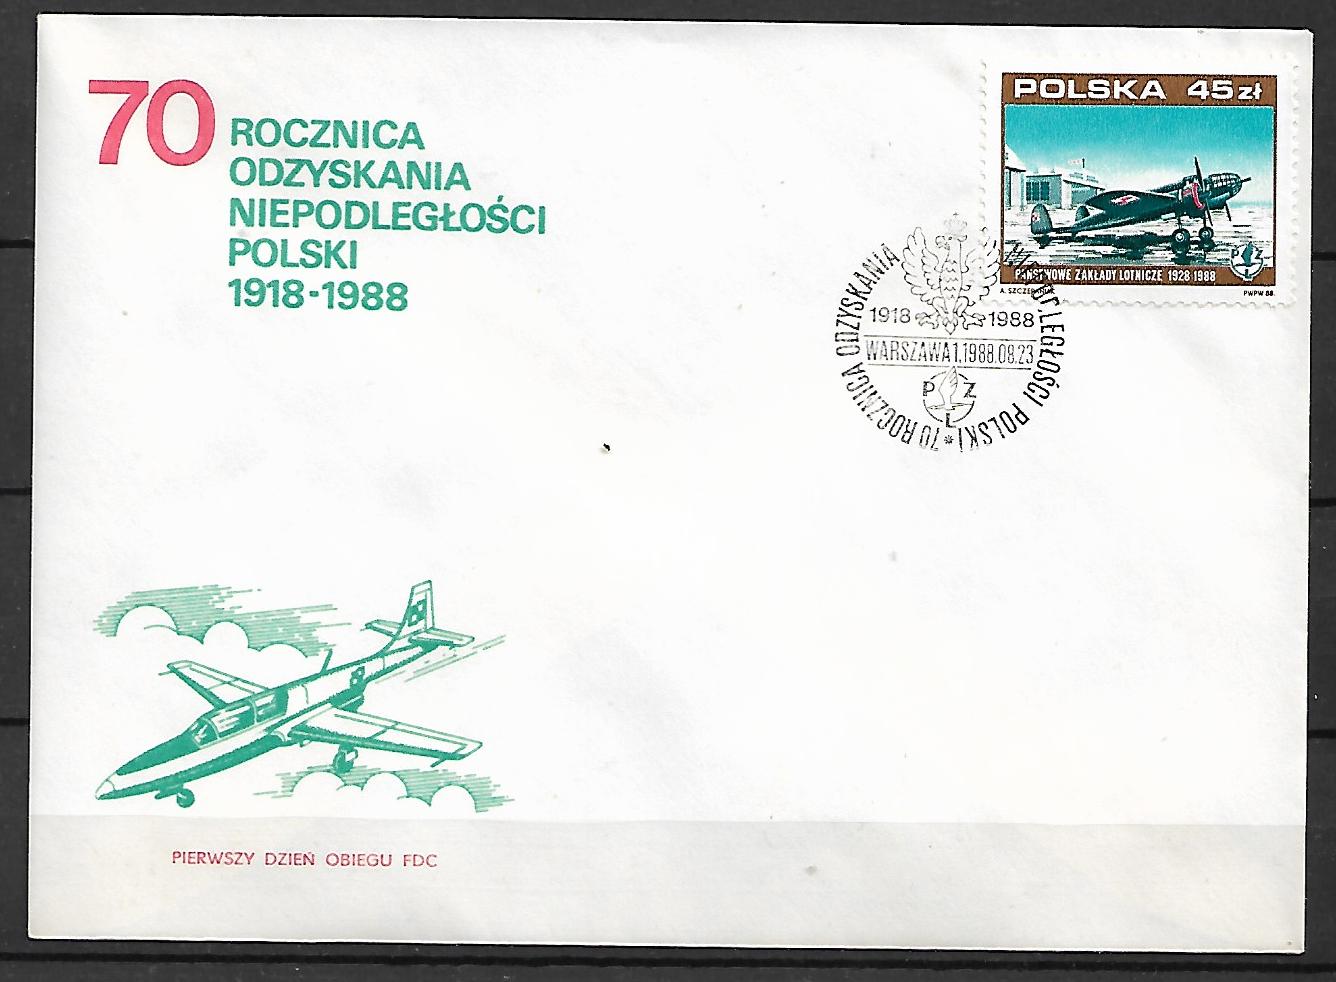 70 ROCZNICA
ODZYSKANIA
NIEPODLEGŁOŚCI
POLSKI
1918-1988
POLSKA 45 zł
P Z L
PAŃSTWOWE ZAKŁADY LOTNICZE 1928-1988
A. SZCZEPANIAK
PWPW 88.
70 ROCZNICA ODZYSKANIA NIEPODLEGŁOŚCI POLSKI *
1918 1988
WARSZAWA 1.1988.08.23
P Z
L
PIERWSZY DZIEŃ OBIEGU FDC